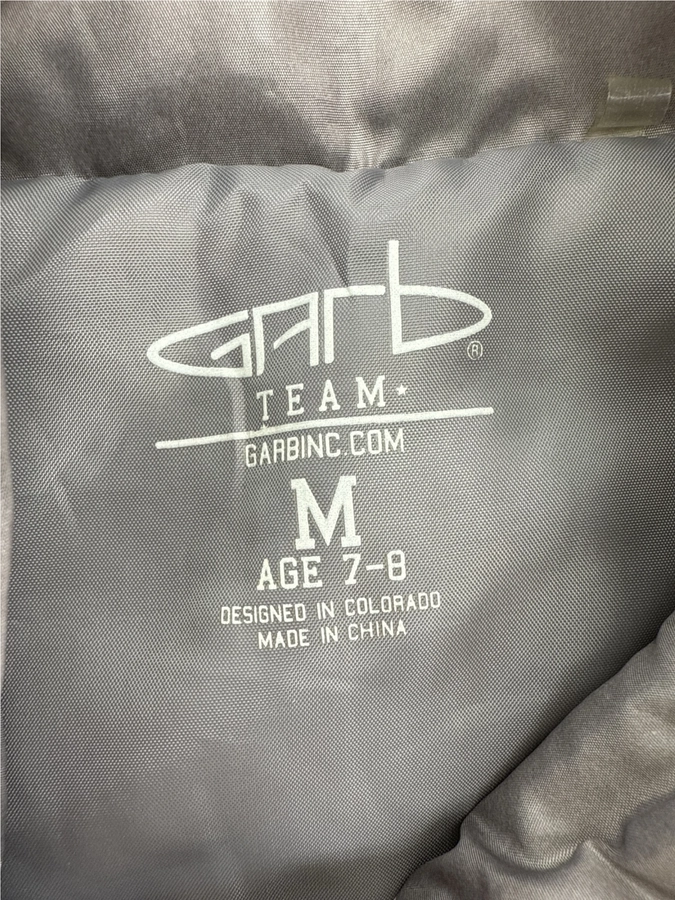 Garb®
TEAM★
GARBINC.COM
M
AGE 7-8
DESIGNED IN COLORADO
MADE IN CHINA